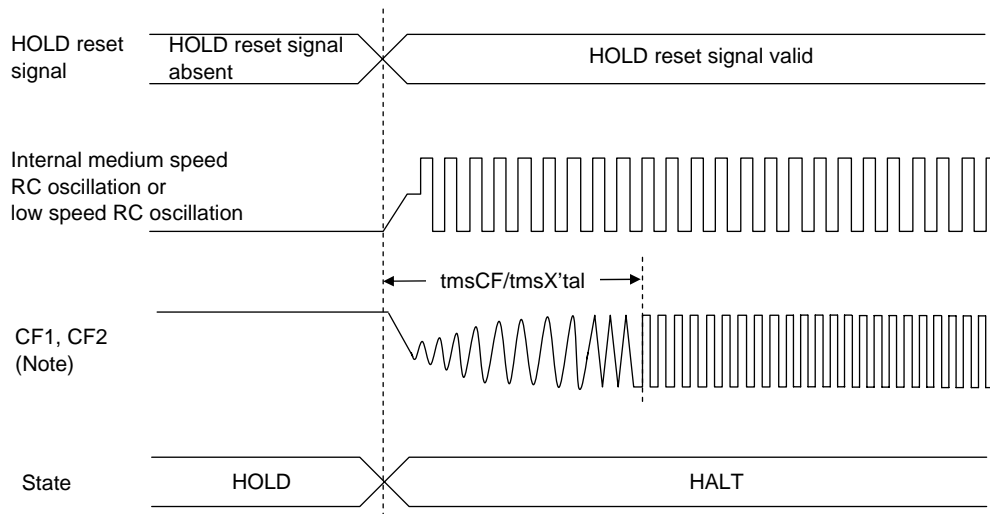 HOLD reset
signal
HOLD reset signal
absent
HOLD reset signal valid
Internal medium speed
RC oscillation or
low speed RC oscillation
tmsCF/tmsX'tal
CF1, CF2
(Note)
State
HOLD
HALT